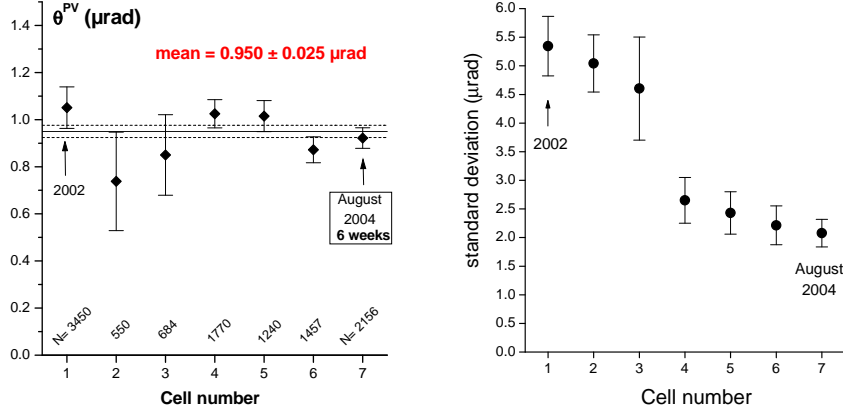 θPV (μrad)
mean = 0.950 ± 0.025 μrad
1.4
1.2
1.0
0.8
0.6
0.4
0.2
0.0
2002
August
2004
6 weeks
N= 3450
550
684
1770
1240
1457
N= 2156
1 2 3 4 5 6 7
Cell number
standard deviation (μrad)
6.0
5.5
5.0
4.5
4.0
3.5
3.0
2.5
2.0
1.5
1.0
0.5
0.0
2002
August
2004
1 2 3 4 5 6 7
Cell number